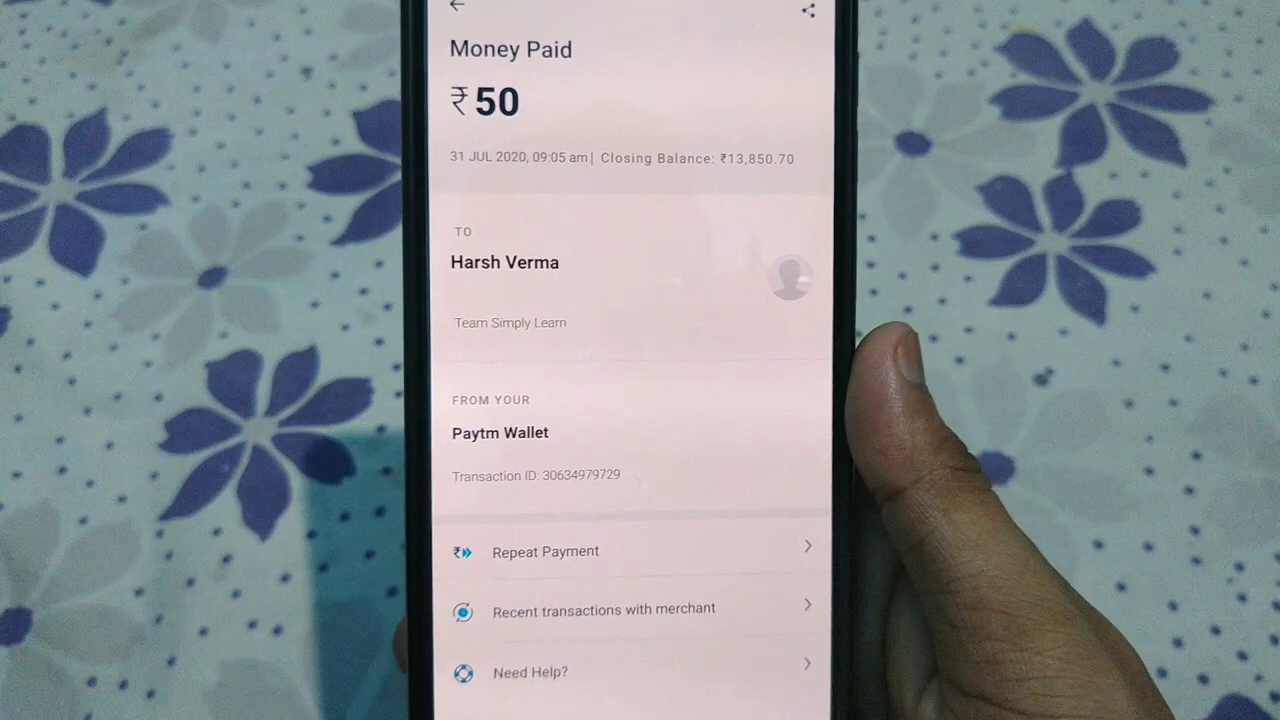 Money Paid
₹50
31 JUL 2020, 09:05 am| Closing Balance: ₹13,850.70
TO
Harsh Verma
Team Simply Learn
FROM YOUR
Paytm Wallet
Transaction ID: 30634979729
Repeat Payment
Recent transactions with merchant
Need Help?